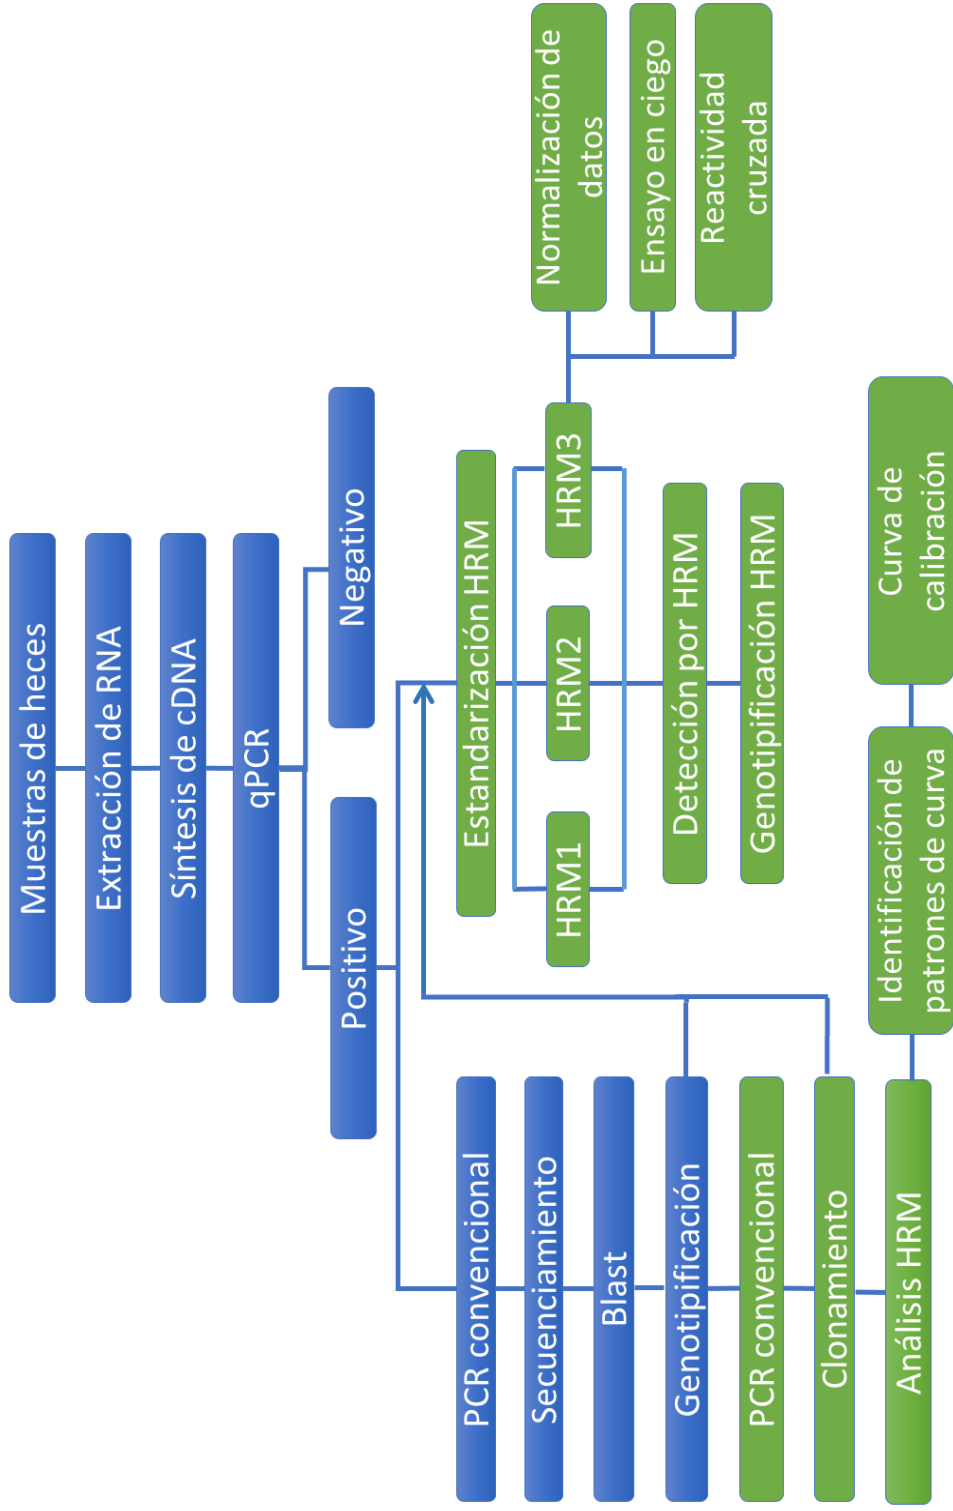 Muestras de heces
Extracción de RNA
Síntesis de cDNA
qPCR
Positivo
Negativo
PCR convencional
Secuenciamiento
Blast
Genotipificación
PCR convencional
Clonamiento
Análisis HRM
Identificación de
patrones de curva
Curva de
calibración
Estandarización HRM
HRM1
HRM2
HRM3
Detección por HRM
Genotipificación HRM
Normalización de
datos
Ensayo en ciego
Reactividad
cruzada